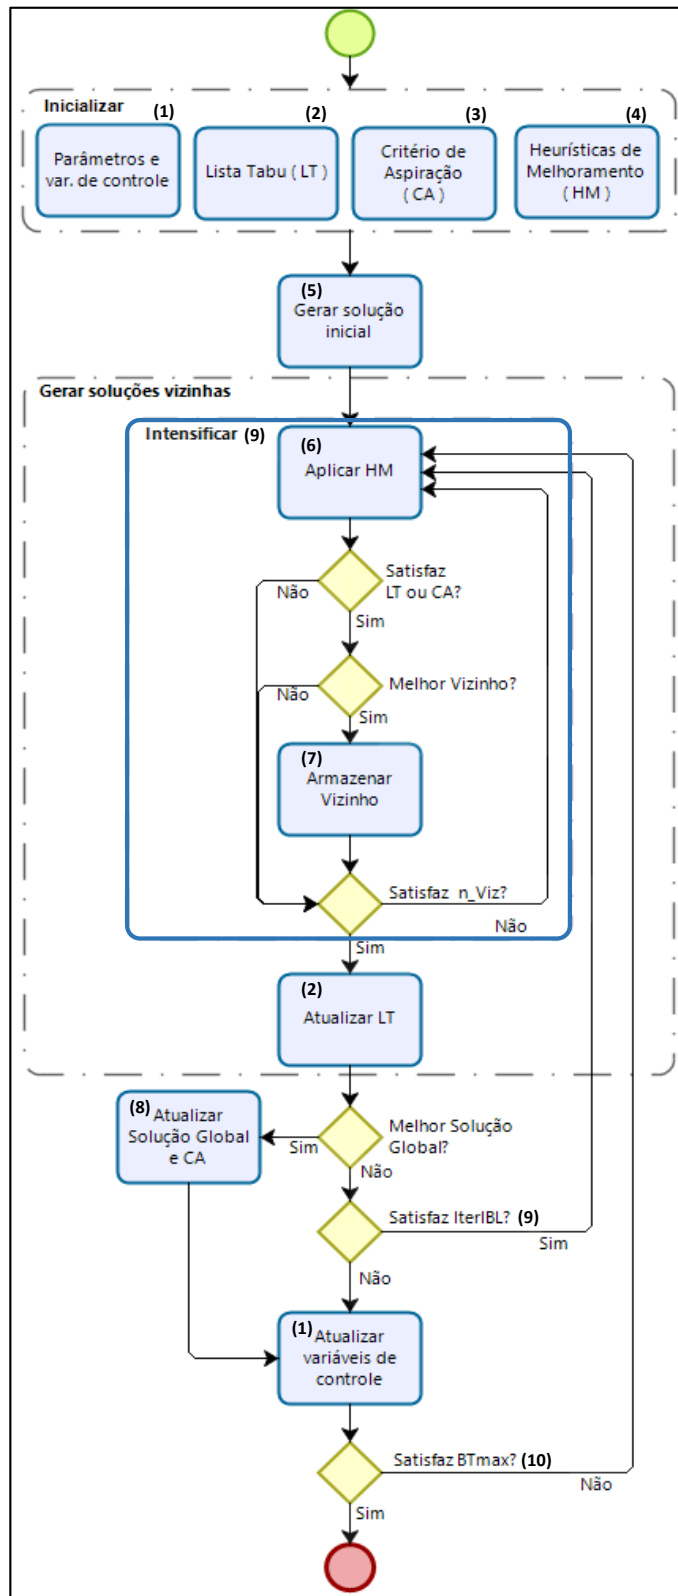 Inicializar
(1)
(2)
(3)
(4)
Parâmetros e
var. de controle
Lista Tabu ( LT )
Critério de
Aspiração
( CA )
Heurísticas de
Melhoramento
( HM )
(5)
Gerar solução
inicial
Gerar soluções vizinhas
Intensificar (9)
(6)
Aplicar HM
Satisfaz
LT ou CA?
Não
Sim
Melhor Vizinho?
Não
Sim
(7)
Armazenar
Vizinho
Satisfaz n_Viz?
Não
Sim
(2)
Atualizar LT
(8)
Atualizar
Solução Global
e CA
Melhor Solução
Global?
Sim
Não
Satisfaz IterIBL? (9)
Sim
Não
(1)
Atualizar
variáveis de
controle
Satisfaz BTmax? (10)
Não
Sim